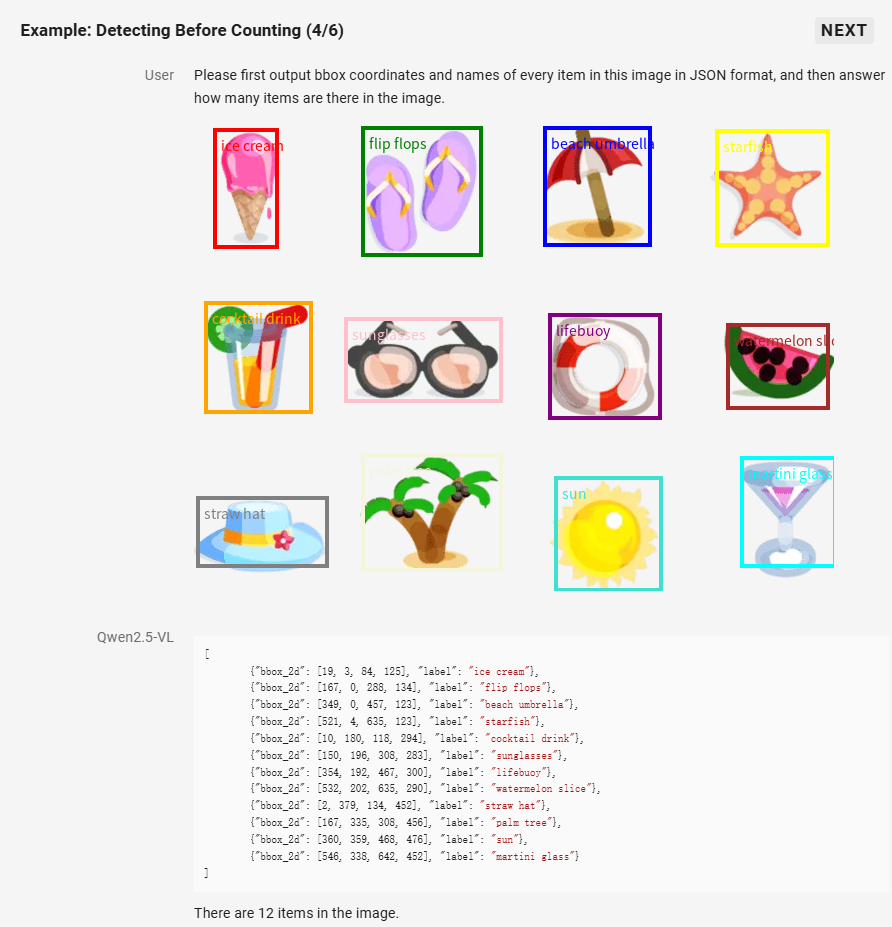 Example: Detecting Before Counting (4/6)
NEXT
User
Please first output bbox coordinates and names of every item in this image in JSON format, and then answer
how many items are there in the image.
ice cream
flip flops
beach umbrella
starfish
cocktail drink
sunglasses
lifebuoy
watermelon slic
straw hat
sun
martini glass
Qwen2.5-VL
[
{"bbox_2d": [19, 3, 84, 125], "label": "ice cream"},
{"bbox_2d": [167, 0, 288, 134], "label": "flip flops"},
{"bbox_2d": [349, 0, 457, 123], "label": "beach umbrella"},
{"bbox_2d": [521, 4, 635, 123], "label": "starfish"},
{"bbox_2d": [10, 180, 118, 294], "label": "cocktail drink"},
{"bbox_2d": [150, 196, 308, 283], "label": "sunglasses"},
{"bbox_2d": [354, 192, 467, 300], "label": "lifebuoy"},
{"bbox_2d": [532, 202, 635, 290], "label": "watermelon slice"},
{"bbox_2d": [2, 379, 134, 452], "label": "straw hat"},
{"bbox_2d": [167, 335, 308, 456], "label": "palm tree"},
{"bbox_2d": [360, 359, 468, 476], "label": "sun"},
{"bbox_2d": [546, 338, 642, 452], "label": "martini glass"}
]
There are 12 items in the image.